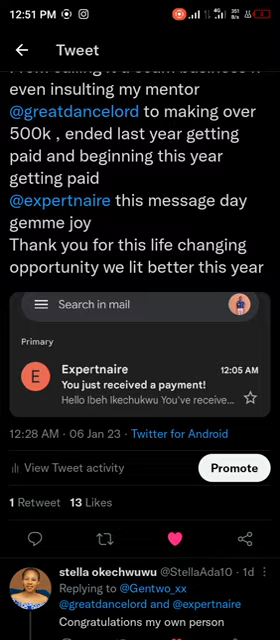 12:51 PM
4G
351
B/s
Tweet
even insulting my mentor
@greatdancelord to making over
500k , ended last year getting
paid and beginning this year
getting paid
@expertnaire this message day
gemme joy
Thank you for this life changing
opportunity we lit better this year
Search in mail
Primary
E
Expertnaire
12:05 AM
You just received a payment!
Hello Ibeh Ikechukwu You've receive...
12:28 AM · 06 Jan 23 · Twitter for Android
View Tweet activity
Promote
1 Retweet 13 Likes
stella okechwuwu @StellaAda10 · 1d
Replying to @Gentwo_xx
@greatdancelord and @expertnaire
Congratulations my own person